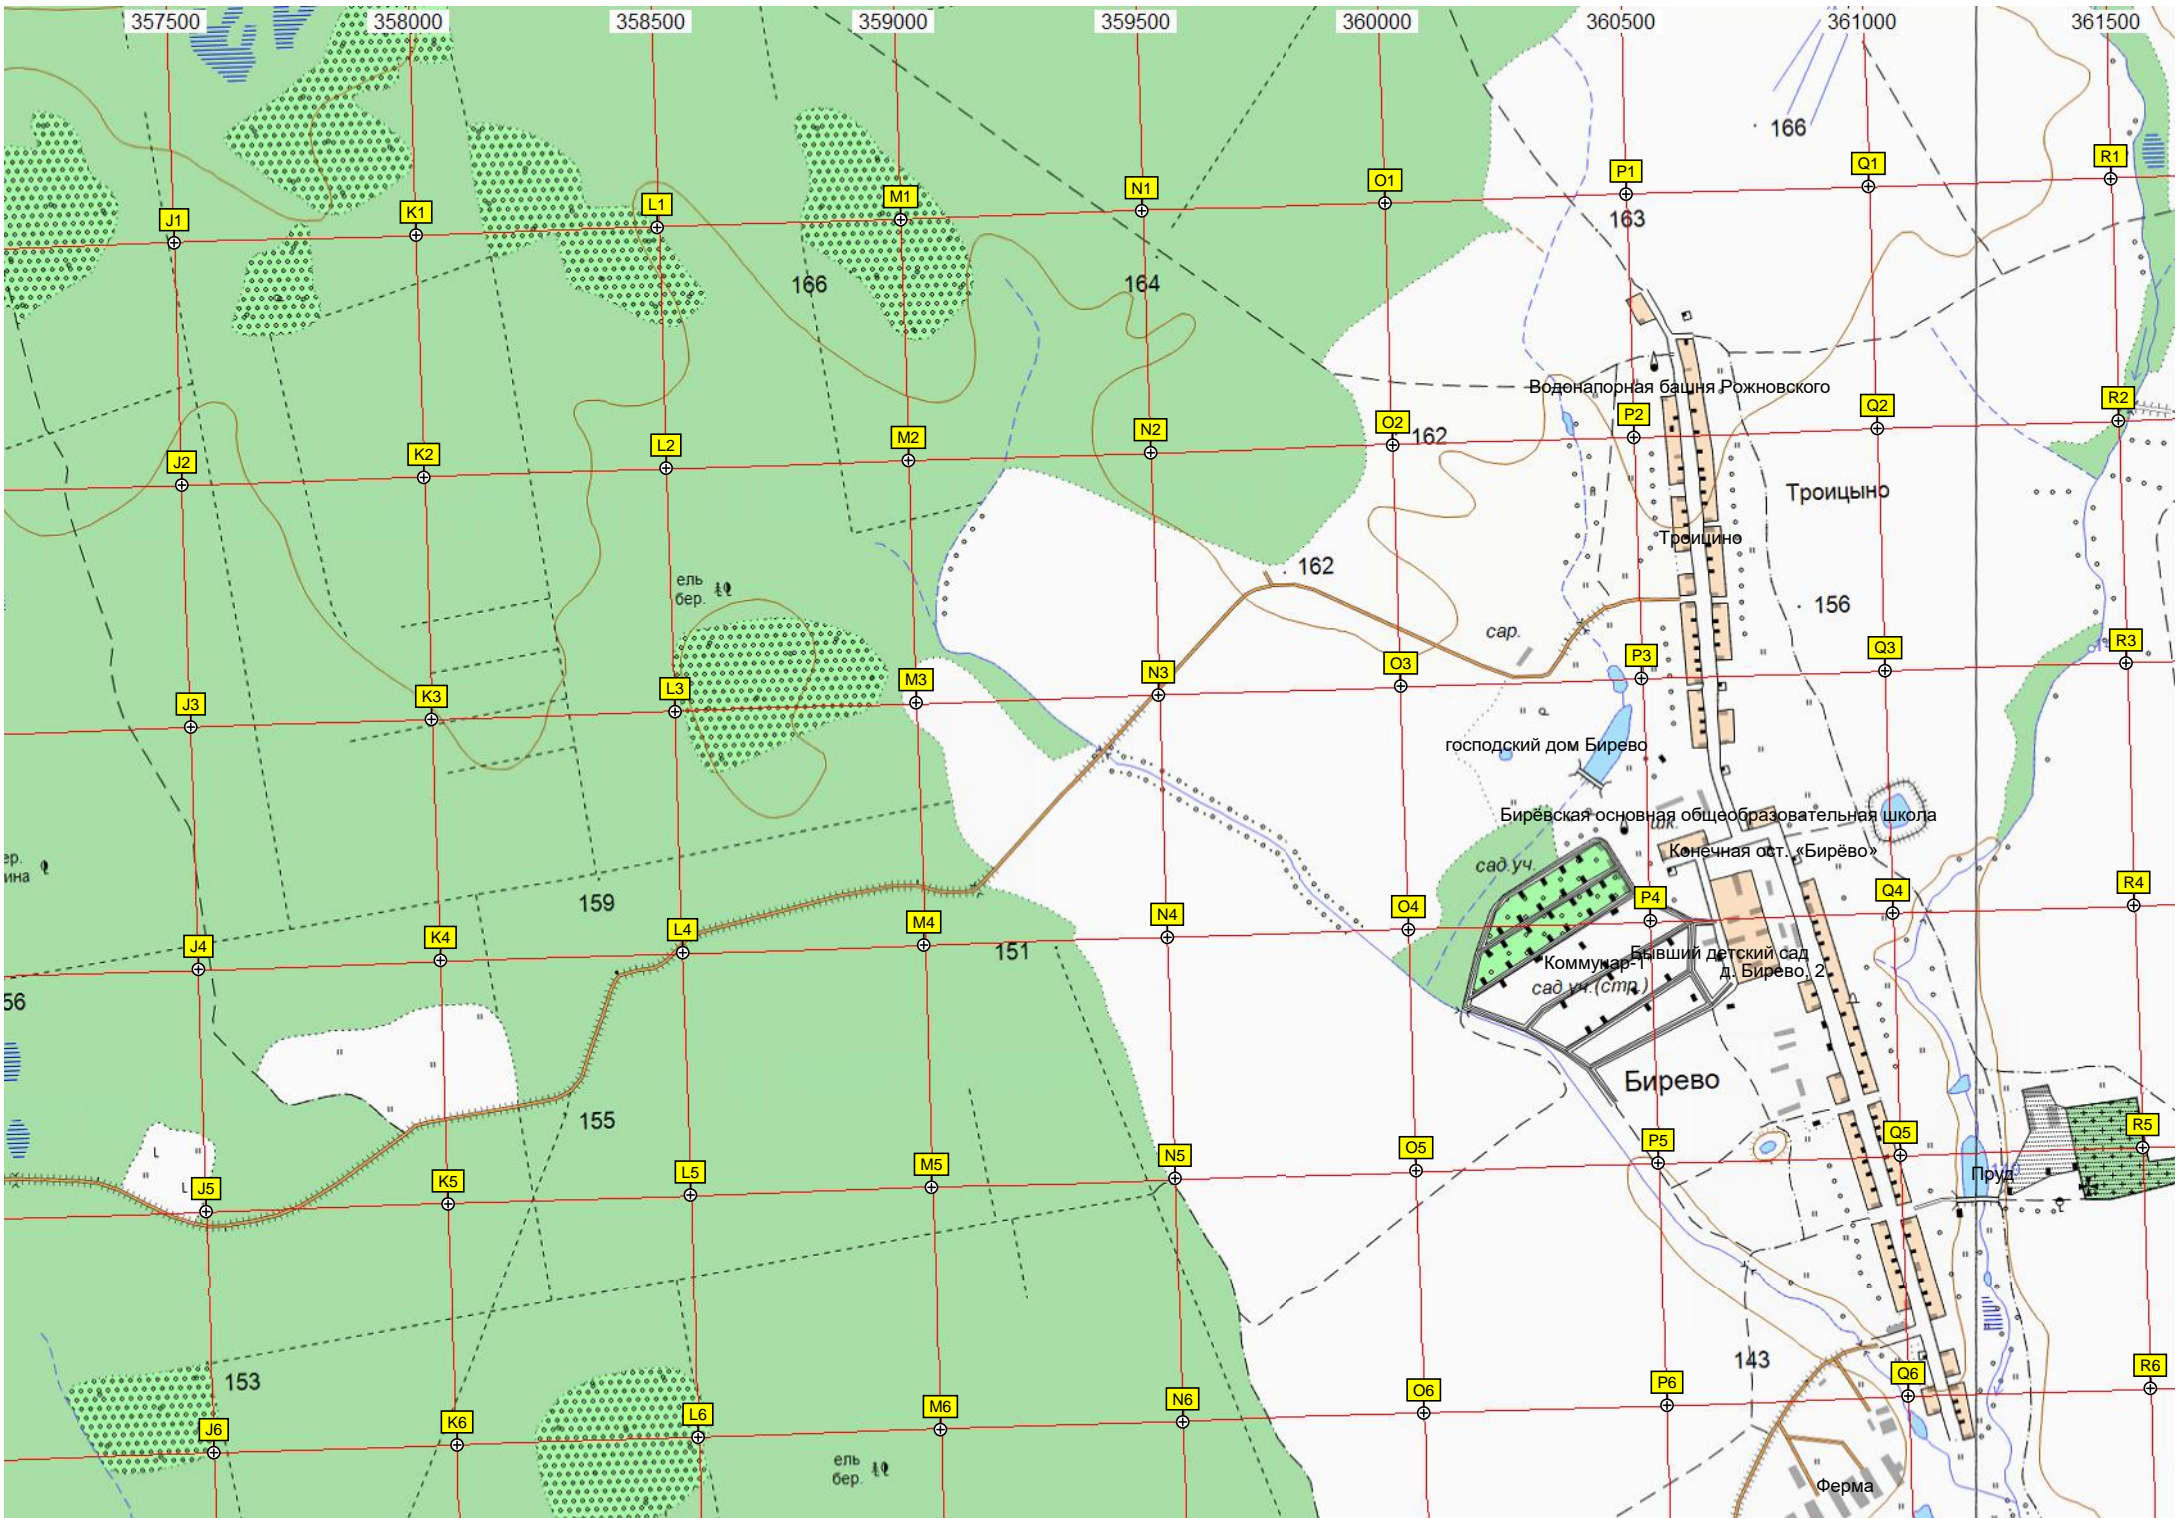 357500 358000 358500 359000 359500 360000 360500 361000 361500
166
J1 K1 L1 M1 N1 O1 P1 Q1 R1
163
166 164
Водонапорная башня Рожновского
J2 K2 L2 M2 N2 O2 P2 Q2 R2
162
Троицыно
Троицино
162
ель
бер.
156
сар.
J3 K3 L3 M3 N3 O3 P3 Q3 R3
господский дом Бирево
Бирёвская основная общеобразовательная школа
шк.
Конечная ост. «Бирёво»
ер.
ина
сад.уч.
159
J4 K4 L4 M4 N4 O4 P4 Q4 R4
151
Бывший детский сад
Коммунар-1
д. Бирево, 2
сад.уч.(стр.)
56
Бирево
155
J5 K5 L5 M5 N5 O5 P5 Q5 R5
Пруд
143
153
J6 K6 L6 M6 N6 O6 P6 Q6 R6
ель
бер.
Ферма